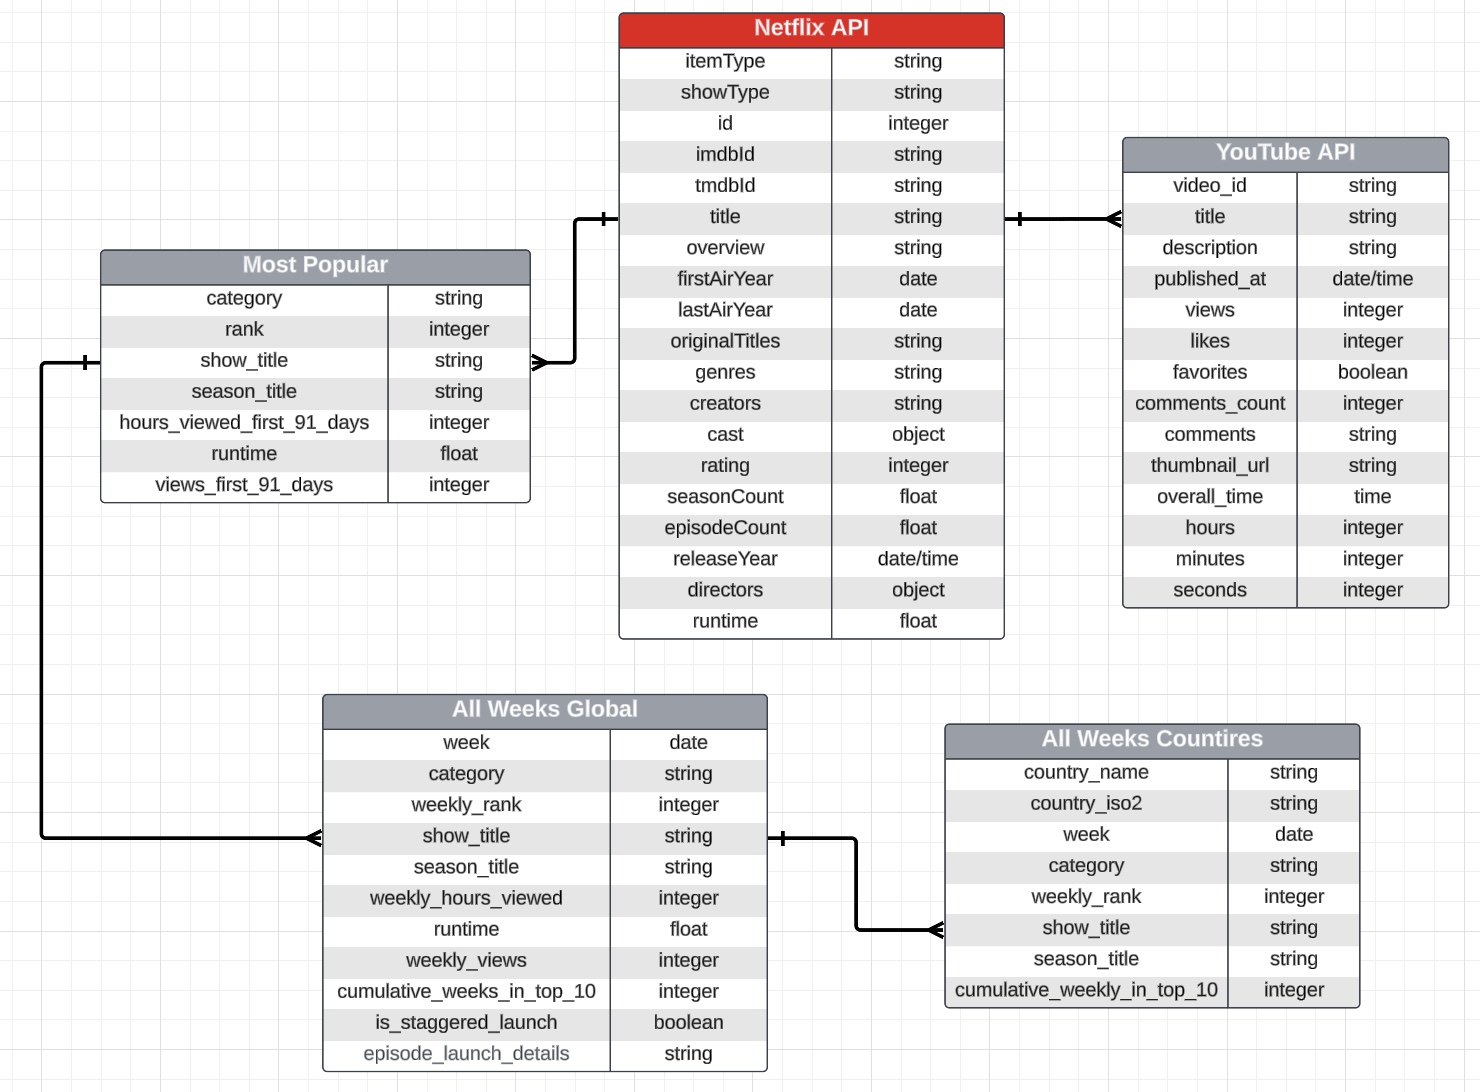 Netflix API
itemType string
showType string
id integer
imdbId string
tmdbId string
title string
overview string
firstAirYear date
lastAirYear date
originalTitles string
genres string
creators string
cast object
rating integer
seasonCount float
episodeCount float
releaseYear date/time
directors object
runtime float
YouTube API
video_id string
title string
description string
published_at date/time
views integer
likes integer
favorites boolean
comments_count integer
comments string
thumbnail_url string
overall_time time
hours integer
minutes integer
seconds integer
Most Popular
category string
rank integer
show_title string
season_title string
hours_viewed_first_91_days integer
runtime float
views_first_91_days integer
All Weeks Global
week date
category string
weekly_rank integer
show_title string
season_title string
weekly_hours_viewed integer
runtime float
weekly_views integer
cumulative_weeks_in_top_10 integer
is_staggered_launch boolean
episode_launch_details string
All Weeks Countires
country_name string
country_iso2 string
week date
category string
weekly_rank integer
show_title string
season_title string
cumulative_weekly_in_top_10 integer